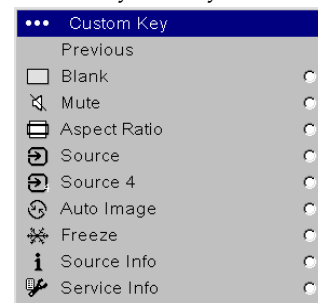 Custom Key
Previous
Blank
Mute
Aspect Ratio
Source
Source 4
Auto Image
Freeze
Source Info
Service Info